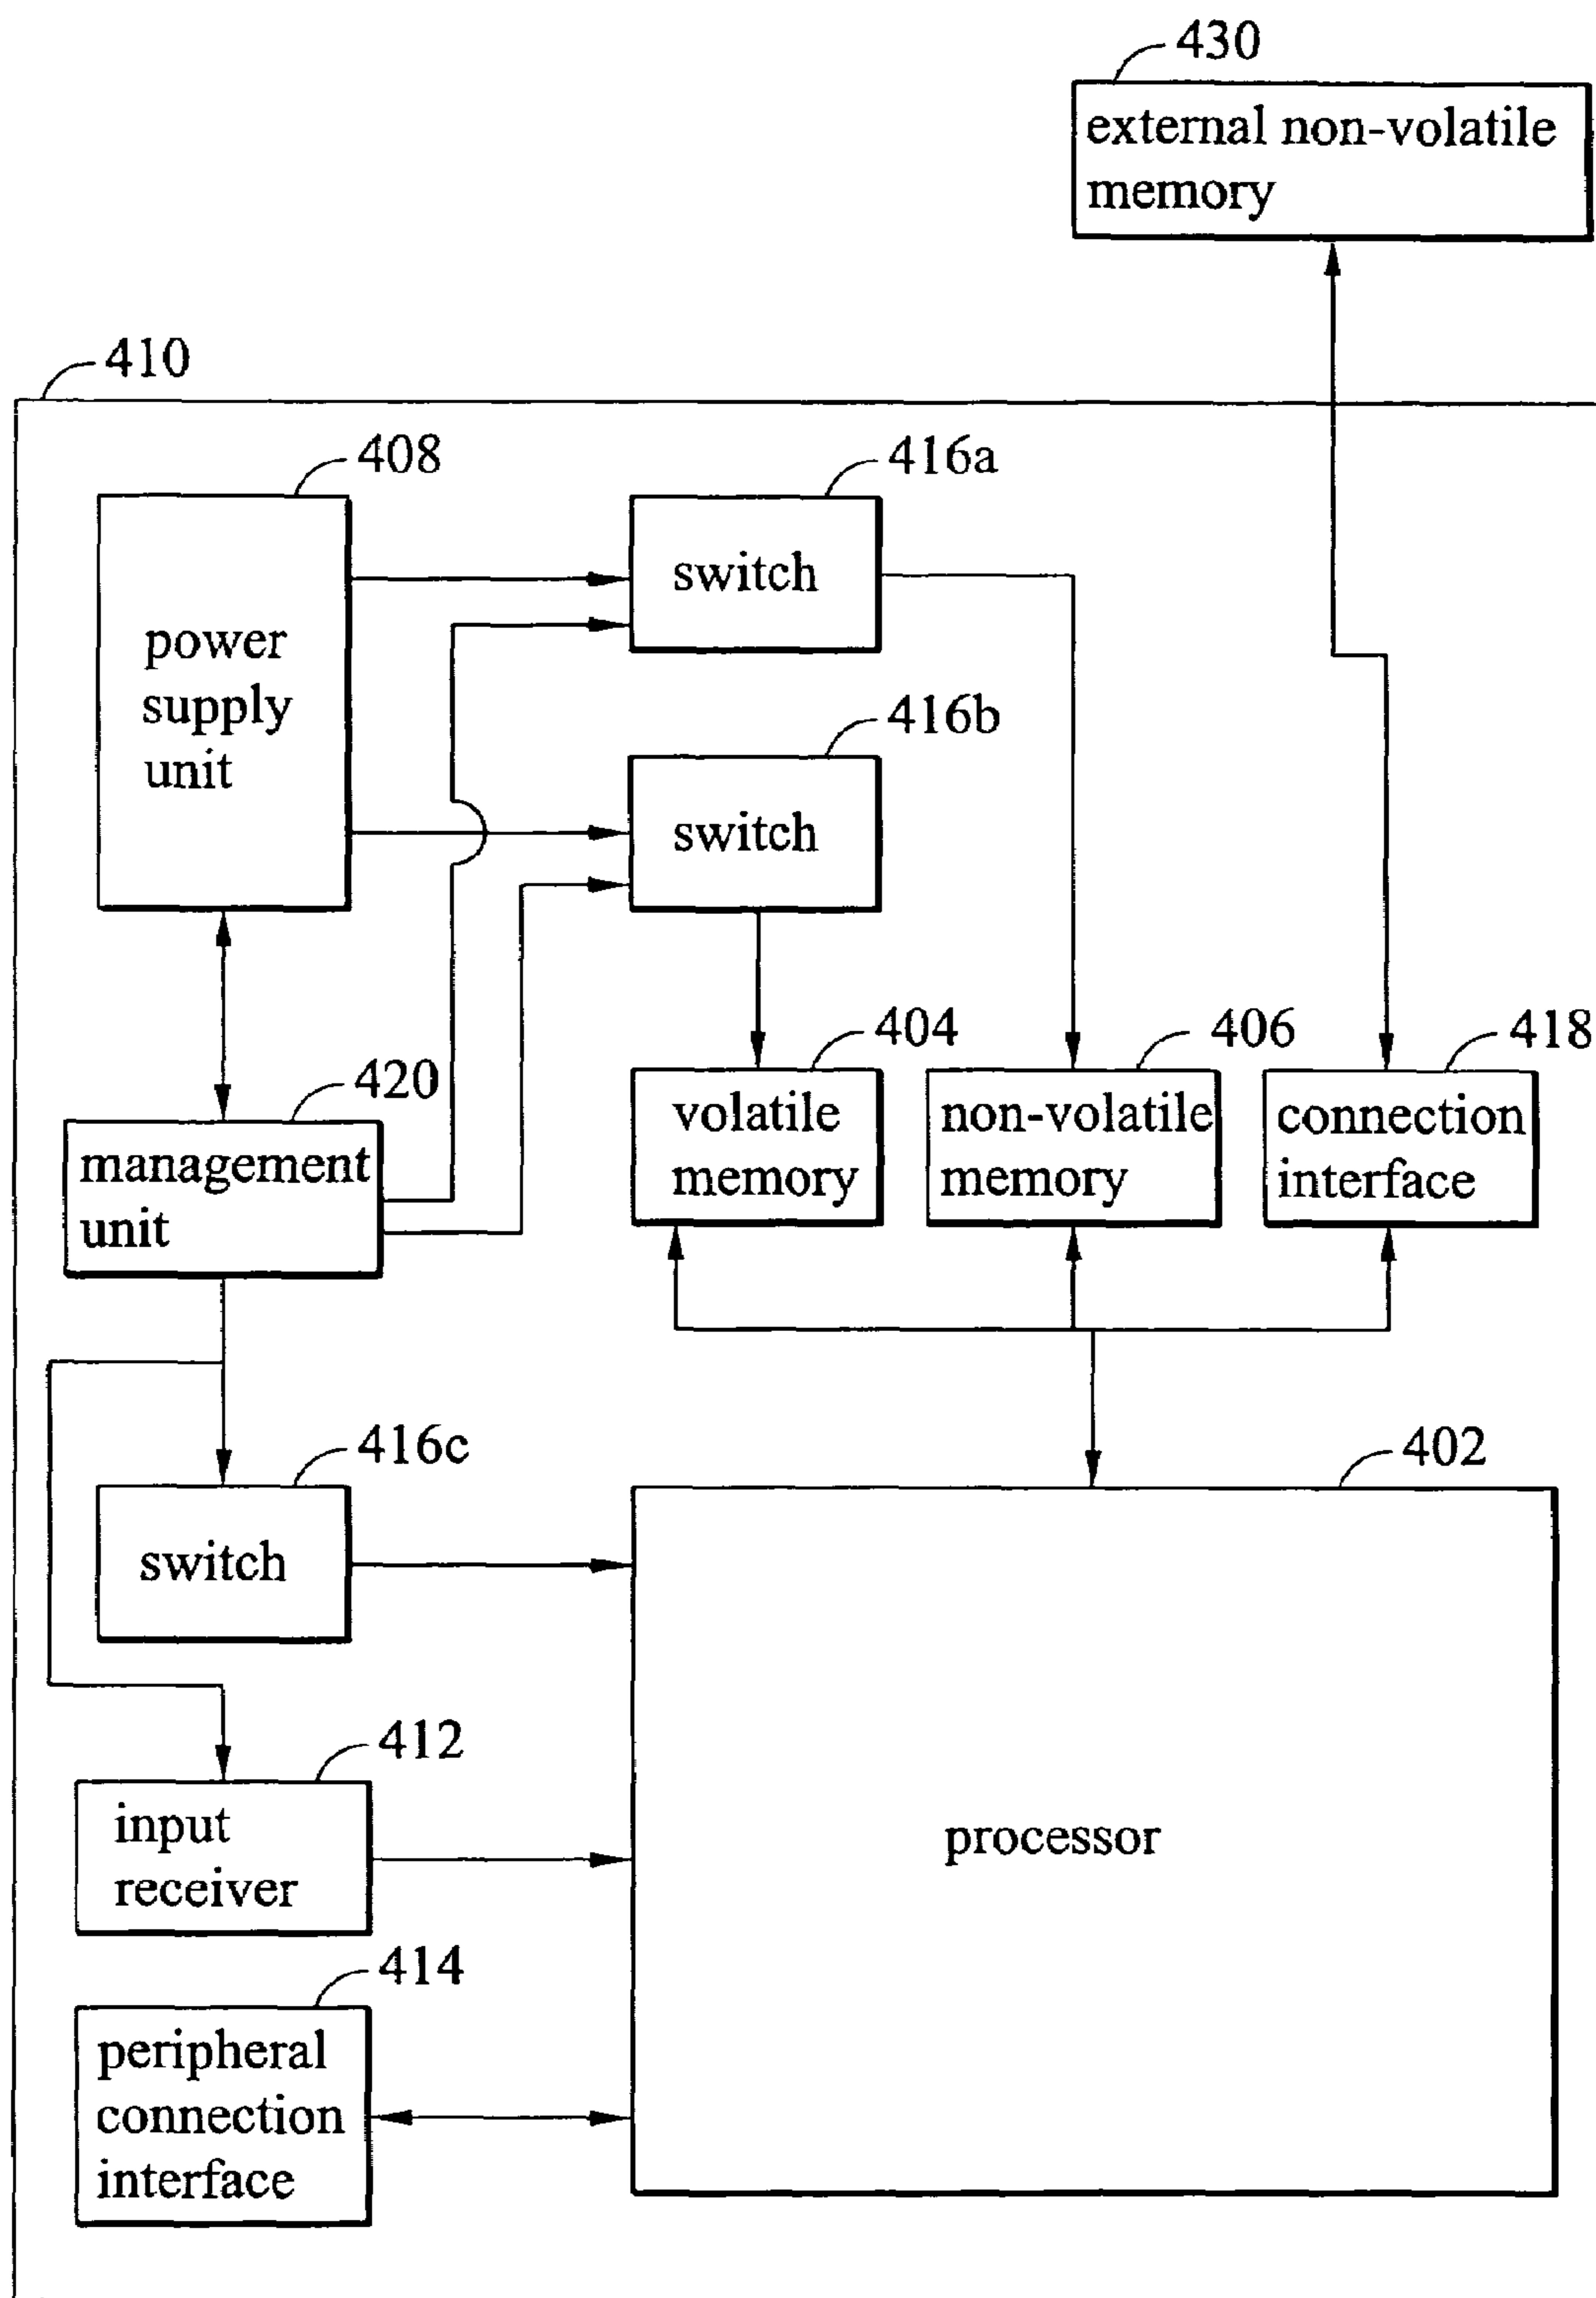 430
external non-volatile
memory
410
408
416a
power
supply
unit
switch
416b
switch
404
406
418
420
volatile
memory
non-volatile
memory
connection
interface
management
unit
416c
402
switch
412
input
receiver
processor
414
peripheral
connection
interface